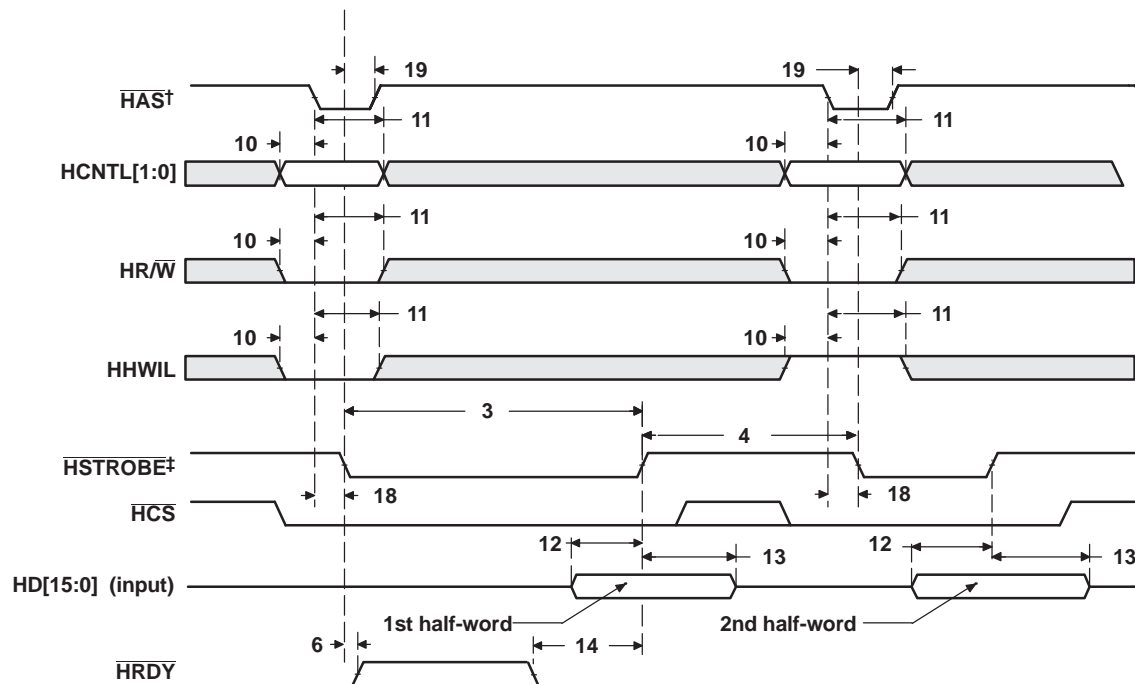 19 19
HAS†
11 11
10 10
HCNTL[1:0]
11 11
10 10
HR/W
11 11
10 10
HHWIL
3
4
HSTROBE‡
18 18
HCS
12 13 12 13
HD[15:0] (input)
1st half-word 2nd half-word
6 14
HRDY